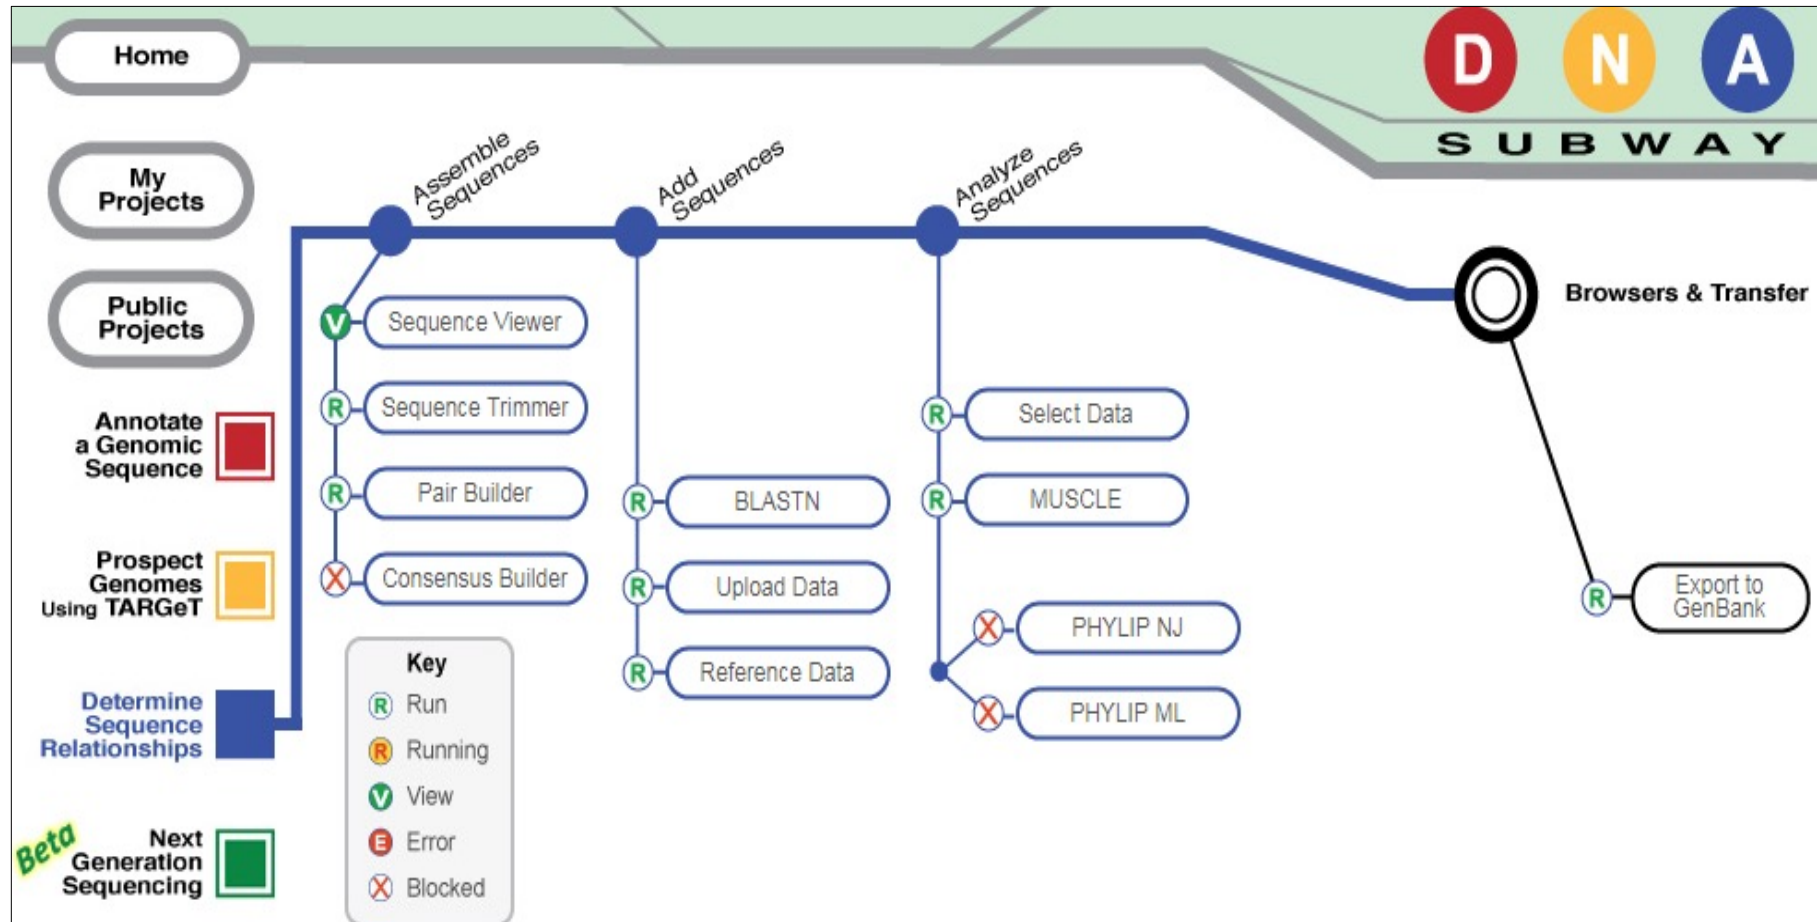 Home
D N A
SUBWAY
My
Projects
Public
Projects
Annotate
a Genomic
Sequence
Prospect
Genomes
Using TARGeT
Determine
Sequence
Relationships
Beta
Next
Generation
Sequencing
Assemble
Sequences
V
Sequence Viewer
R
Sequence Trimmer
R
Pair Builder
X
Consensus Builder
Key
R Run
R Running
V View
E Error
X Blocked
Add
Sequences
R
BLASTN
R
Upload Data
R
Reference Data
Analyze
Sequences
R
Select Data
R
MUSCLE
X
PHYLIP NJ
X
PHYLIP ML
Browsers & Transfer
R
Export to
GenBank